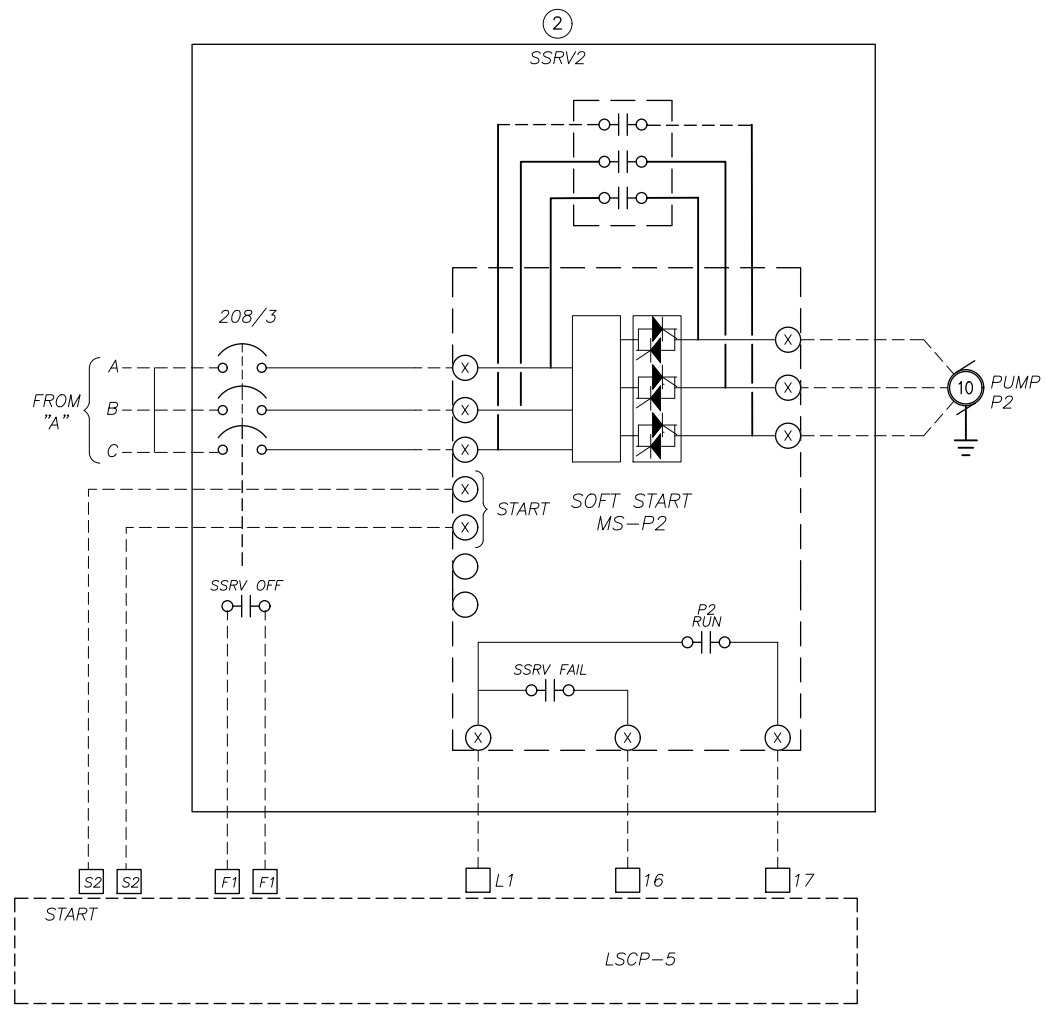 2
SSRV2
208/3
A
FROM
"A"
B
C
X
X
X
X
X
X
X
X
START
SOFT START
MS-P2
10
PUMP
P2
SSRV OFF
P2
RUN
SSRV FAIL
X
X
X
S2
S2
F1
F1
L1
16
17
START
LSCP-5